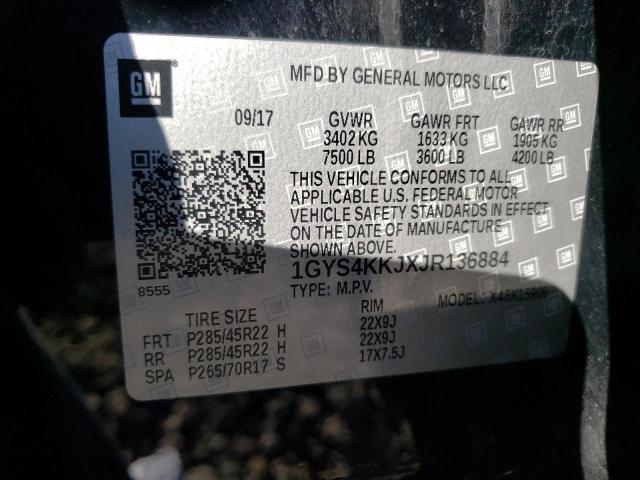 GM
MFD BY GENERAL MOTORS LLC
09/17 GVWR GAWR FRT GAWR RR
3402 KG 1633 KG 1905 KG
7500 LB 3600 LB 4200 LB
THIS VEHICLE CONFORMS TO ALL
APPLICABLE U.S. FEDERAL MOTOR
VEHICLE SAFETY STANDARDS IN EFFECT
ON THE DATE OF MANUFACTURE
SHOWN ABOVE.
8555
1GYS4KKJXJR136884
TYPE: M.P.V. MODEL: X46K15906
TIRE SIZE RIM
FRT P285/45R22 H 22X9J
RR P285/45R22 H 22X9J
SPA P265/70R17 S 17X7.5J